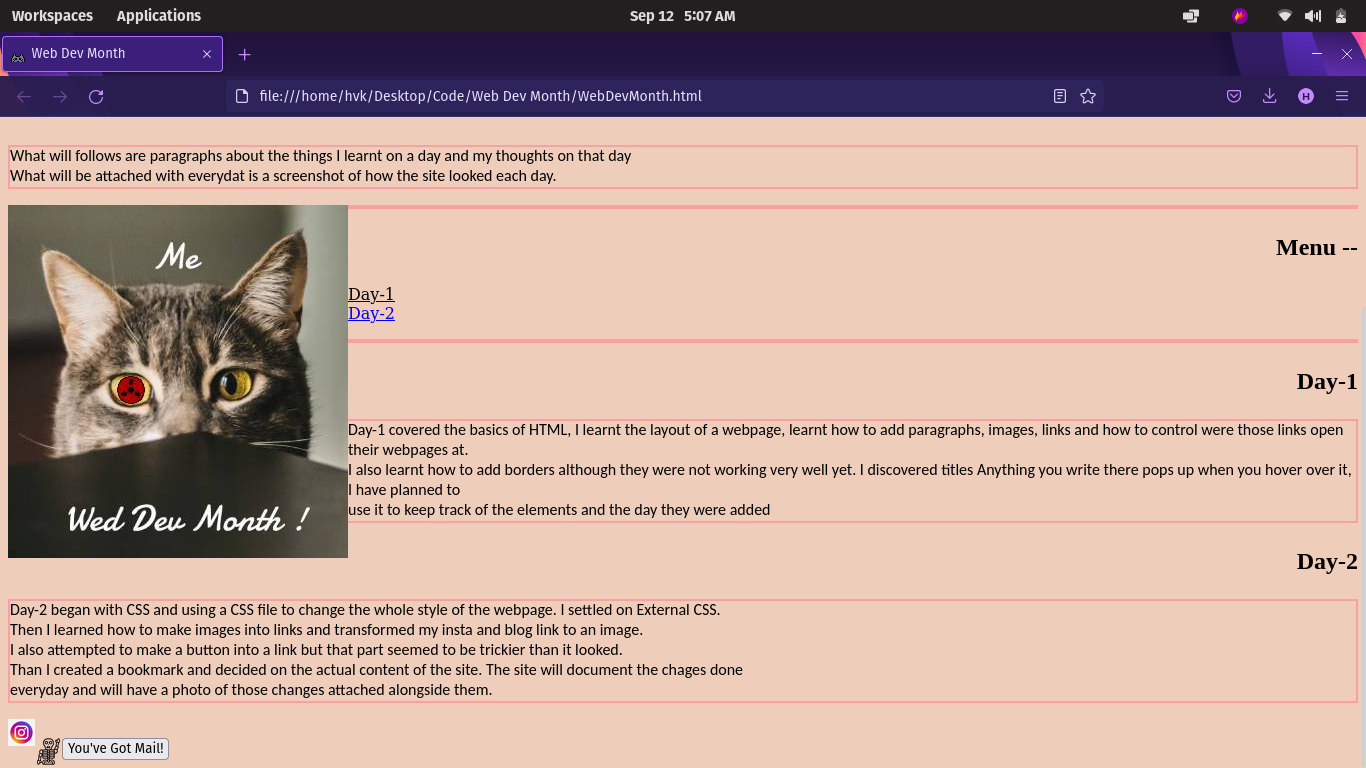 Workspaces Applications Sep 12 5:07 AM
Web Dev Month
file:///home/hvk/Desktop/Code/Web Dev Month/WebDevMonth.html
H
What will follows are paragraphs about the things I learnt on a day and my thoughts on that day
What will be attached with everydat is a screenshot of how the site looked each day.
Me
Wed Dev Month !
Menu --
Day-1
Day-2
Day-1
Day-1 covered the basics of HTML, I learnt the layout of a webpage, learnt how to add paragraphs, images, links and how to control were those links open
their webpages at.
I also learnt how to add borders although they were not working very well yet. I discovered titles Anything you write there pops up when you hover over it,
I have planned to
use it to keep track of the elements and the day they were added
Day-2
Day-2 began with CSS and using a CSS file to change the whole style of the webpage. I settled on External CSS.
Then I learned how to make images into links and transformed my insta and blog link to an image.
I also attempted to make a button into a link but that part seemed to be trickier than it looked.
Than I created a bookmark and decided on the actual content of the site. The site will document the chages done
everyday and will have a photo of those changes attached alongside them.
You've Got Mail!